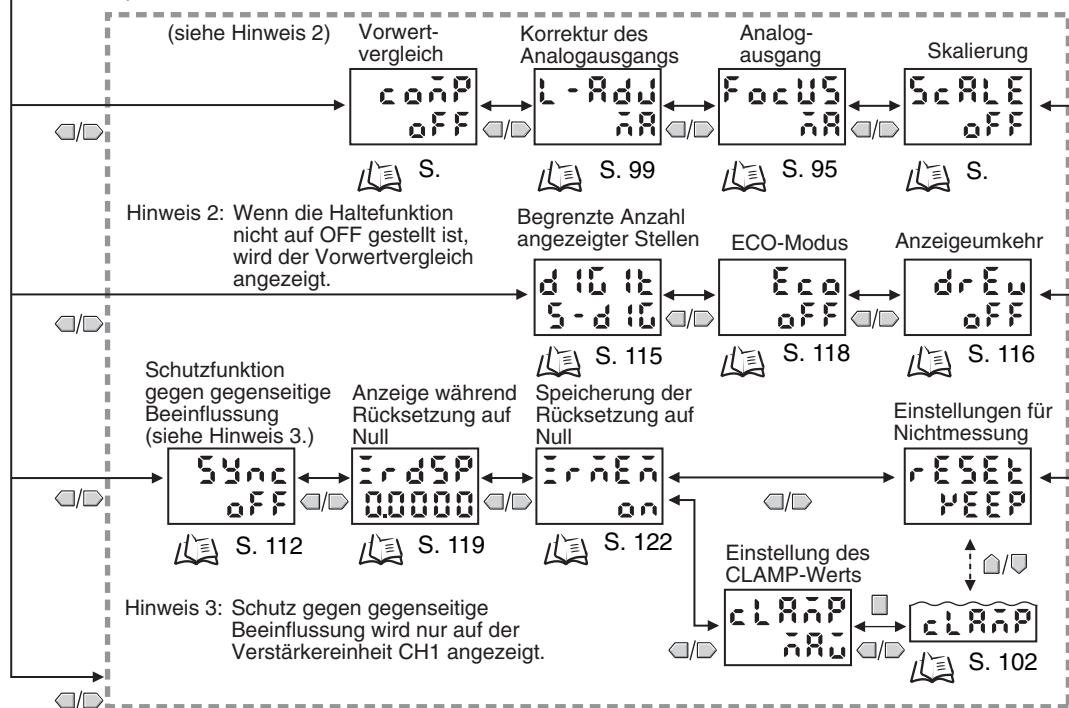 (siehe Hinweis 2)
Vorwert-
vergleich
Korrektur des
Analogausgangs
Analog-
ausgang
Skalierung
comP
oFF
L-AdJ
mA
FocUS
mA
ScALE
oFF
S.
S. 99
S. 95
S.
Hinweis 2: Wenn die Haltefunktion
nicht auf OFF gestellt ist,
wird der Vorwertvergleich
angezeigt.
Begrenzte Anzahl
angezeigter Stellen
ECO-Modus
Anzeigeumkehr
dIGIt
5-dIG
Eco
oFF
drEv
oFF
S. 115
S. 118
S. 116
Schutzfunktion
gegen gegenseitige
Beeinflussung
(siehe Hinweis 3.)
Anzeige während
Rücksetzung auf
Null
Speicherung der
Rücksetzung auf
Null
Einstellungen für
Nichtmessung
SYnc
oFF
ZrdSP
0.0000
ZrmEm
on
rESEt
KEEP
S. 112
S. 119
S. 122
Einstellung des
CLAMP-Werts
Hinweis 3: Schutz gegen gegenseitige
Beeinflussung wird nur auf der
Verstärkereinheit CH1 angezeigt.
cLAmP
cLAmP
S. 102